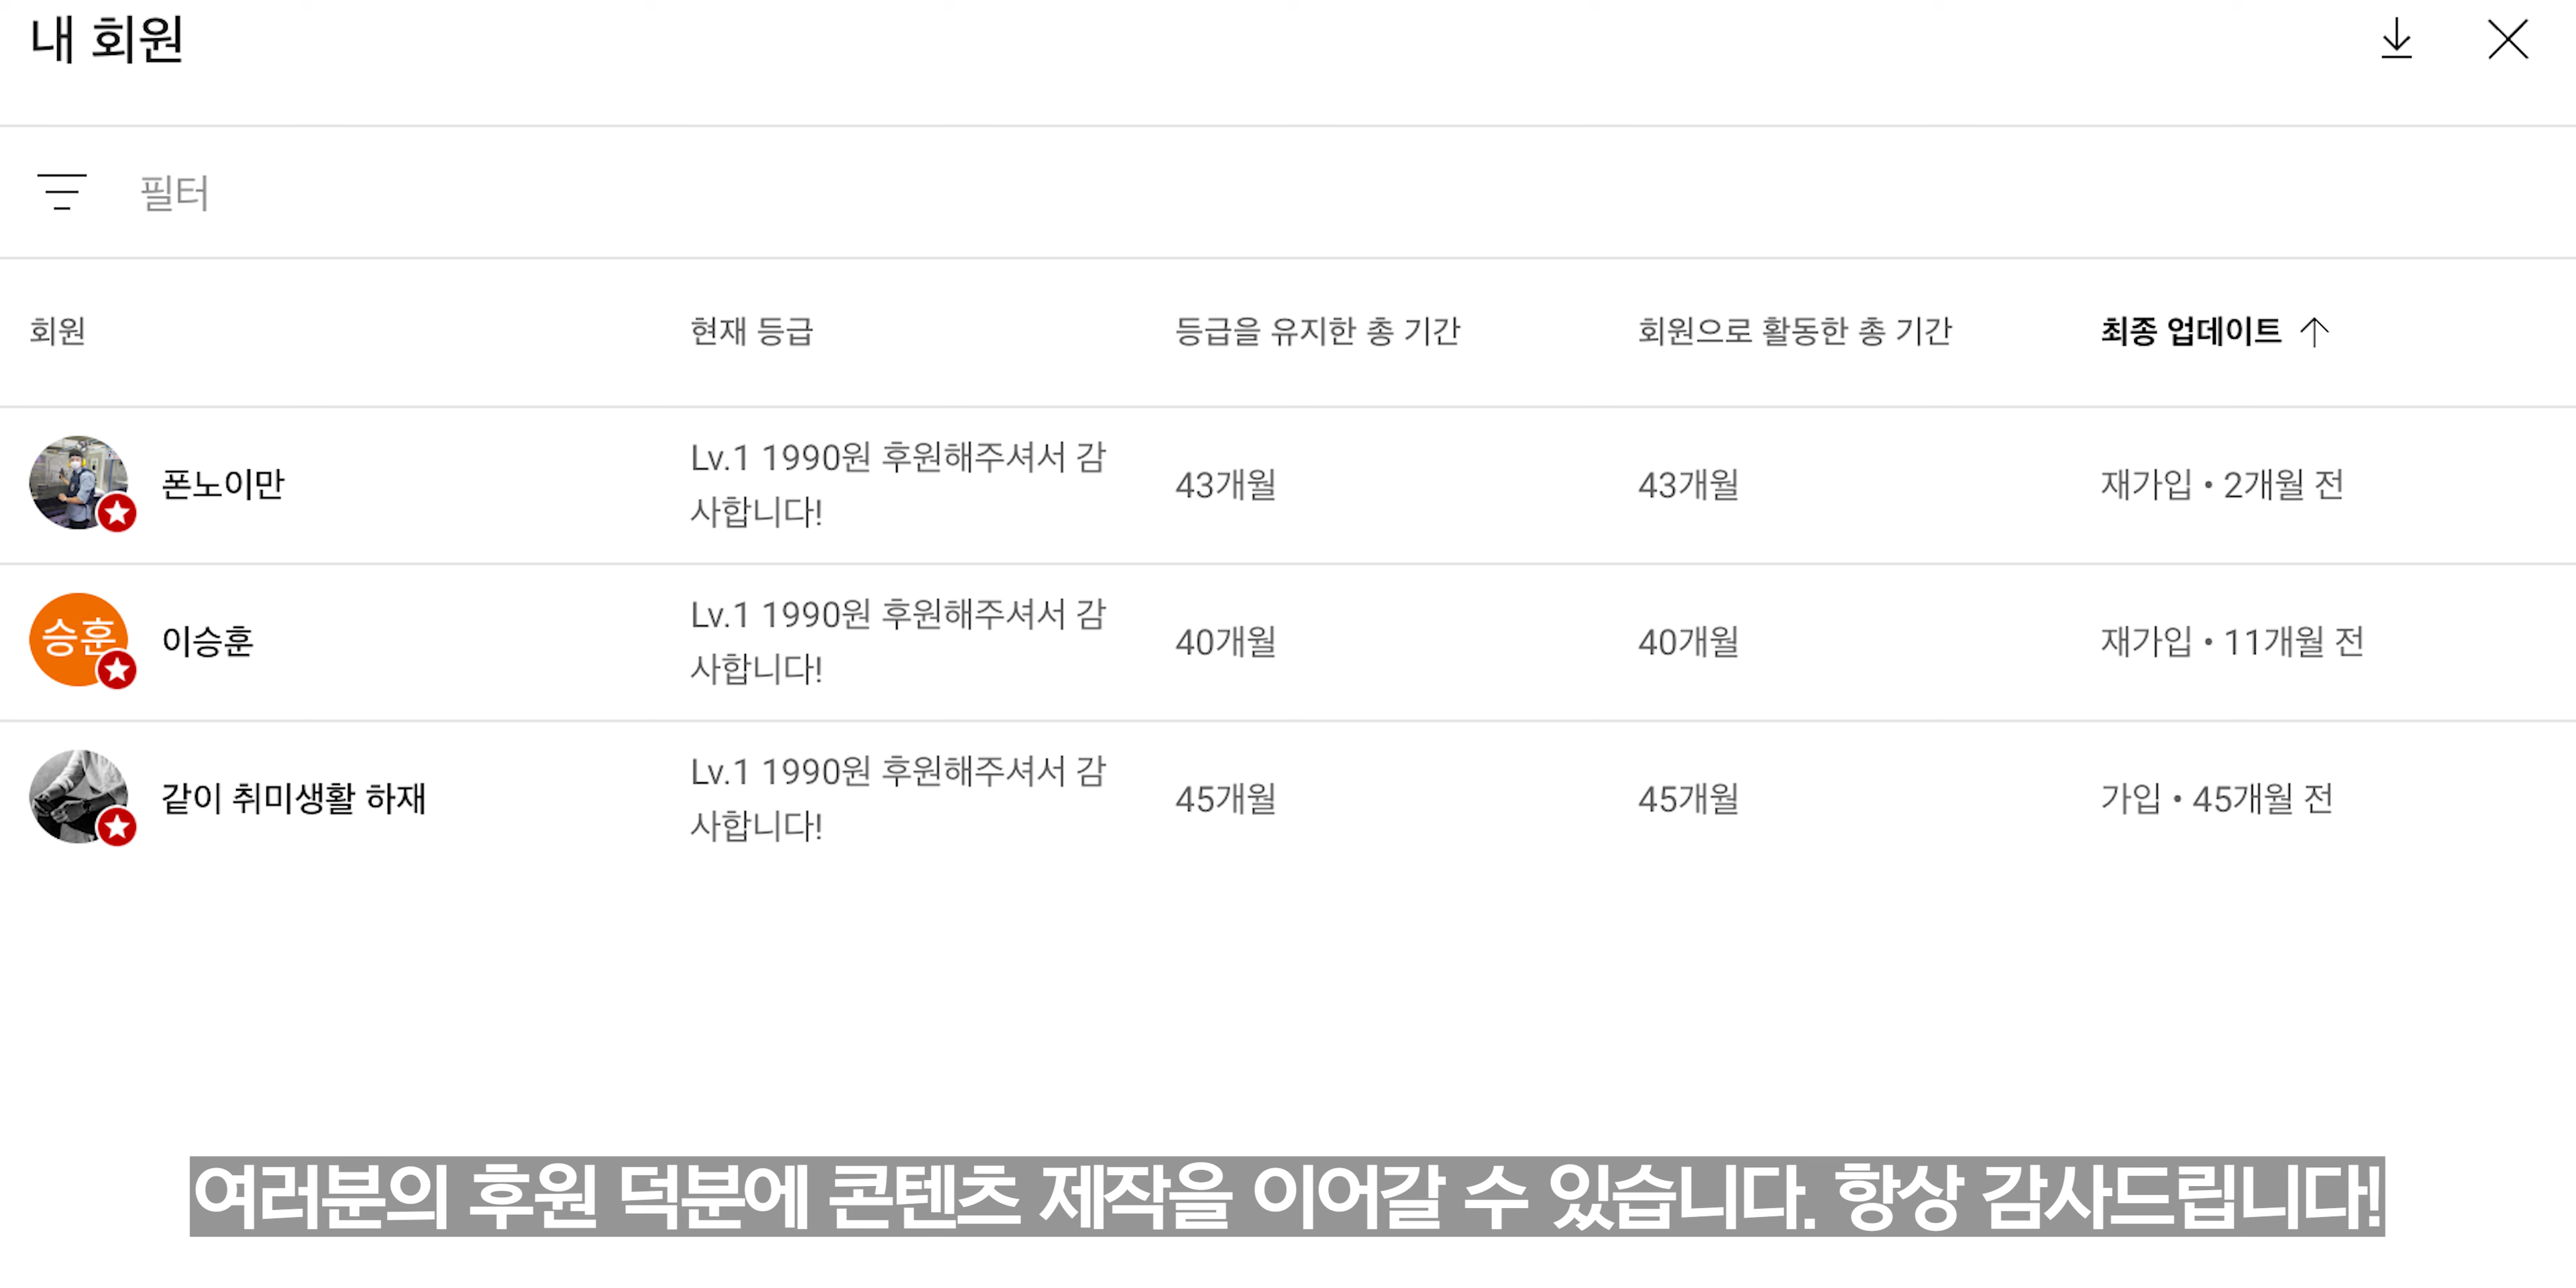 내 회원
필터
회원 현재 등급 등급을 유지한 총 기간 회원으로 활동한 총 기간 최종 업데이트
폰노이만 Lv.1 1990원 후원해주셔서 감 43개월 43개월 재가입 • 2개월 전
사합니다!
승훈 이승훈 Lv.1 1990원 후원해주셔서 감 40개월 40개월 재가입 • 11개월 전
사합니다!
같이 취미생활 하재 Lv.1 1990원 후원해주셔서 감 45개월 45개월 가입 • 45개월 전
사합니다!
여러분의 후원 덕분에 콘텐츠 제작을 이어갈 수 있습니다. 항상 감사드립니다!